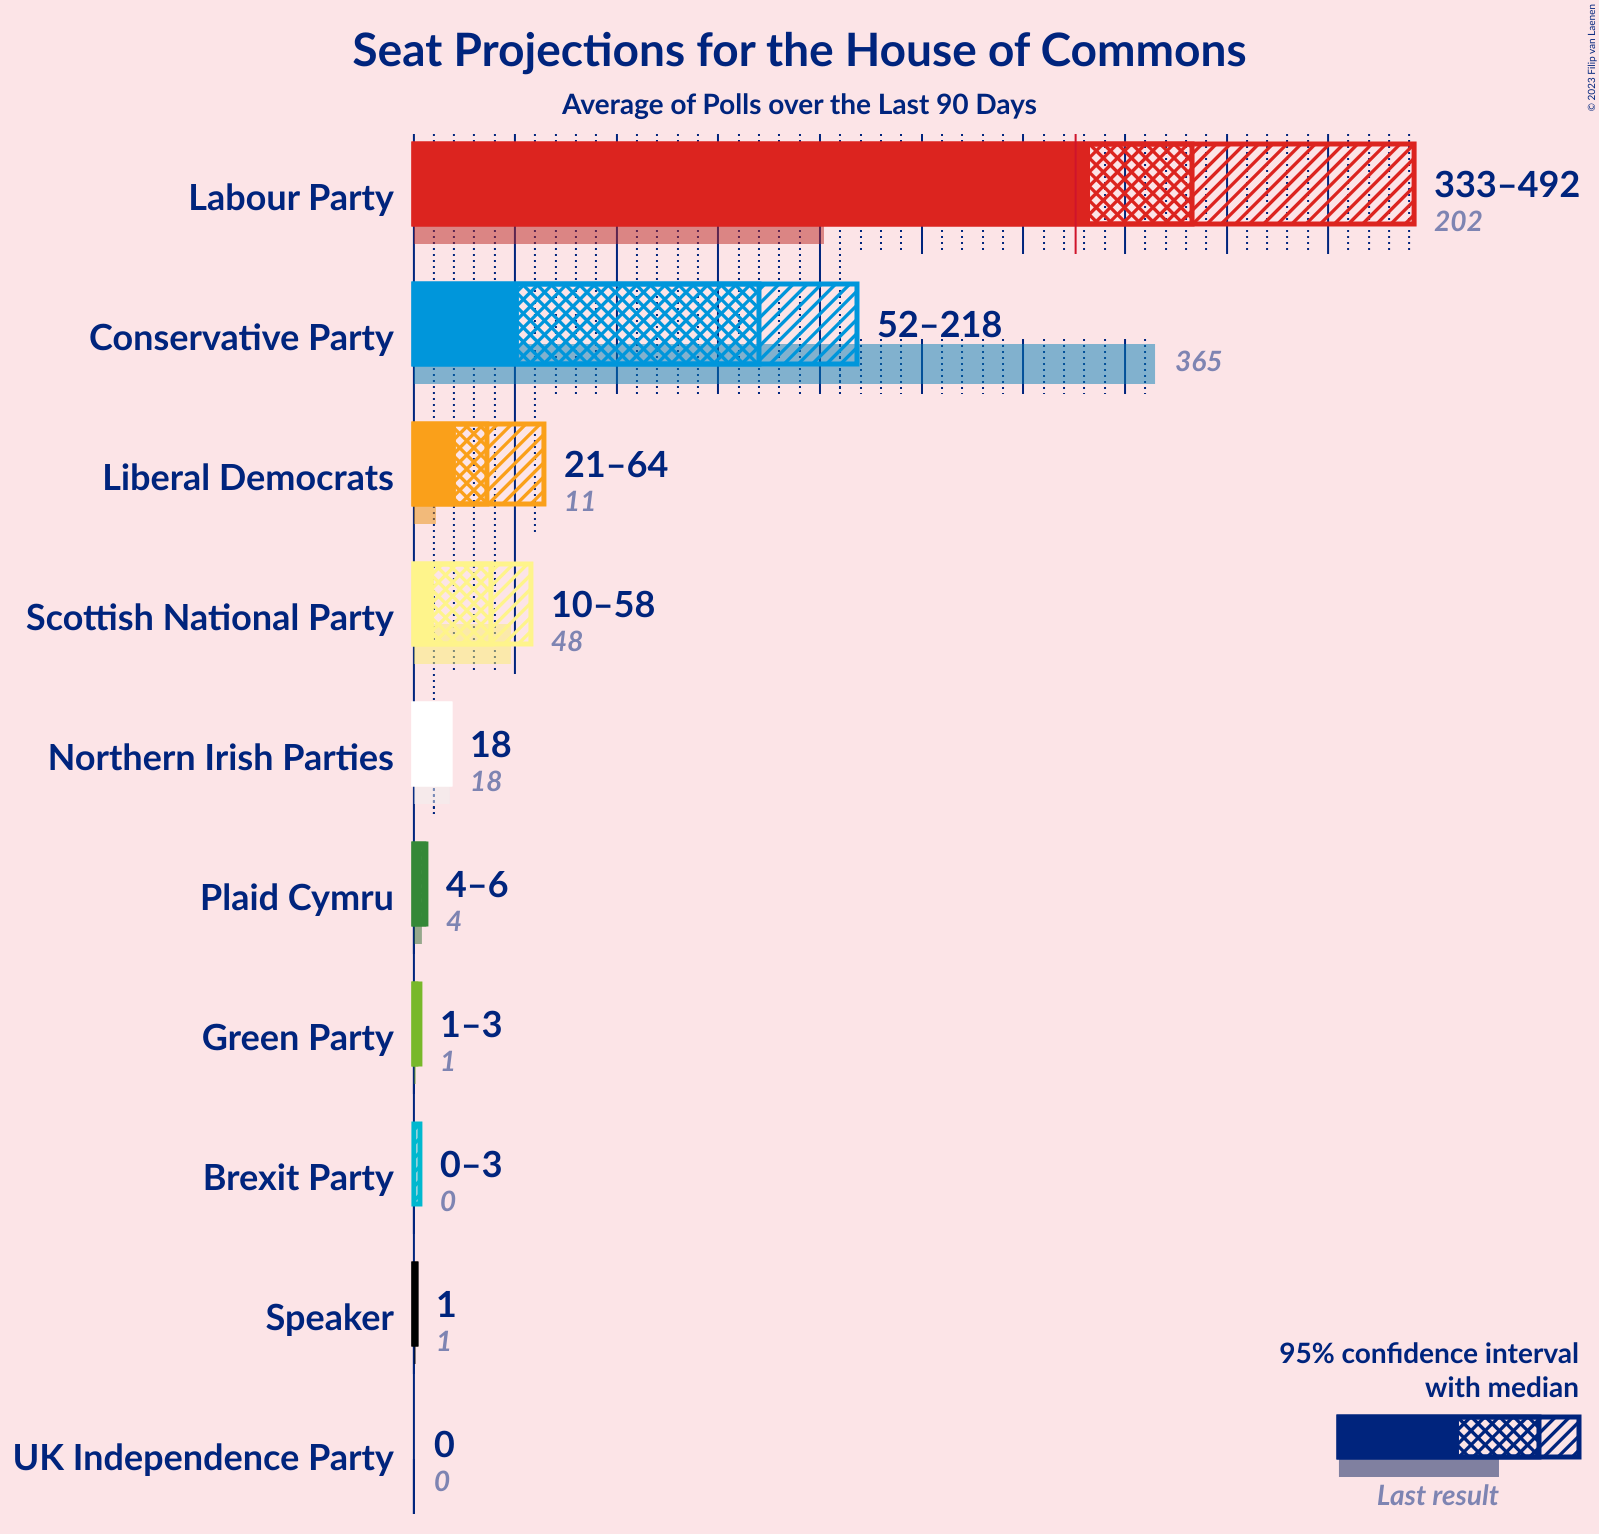 Seat Projections for the House of Commons
Average of Polls over the Last 90 Days
© 2023 Filip van Laenen
Labour Party
333–492
202
Conservative Party
52–218
365
Liberal Democrats
21–64
11
Scottish National Party
10–58
48
Northern Irish Parties
18
18
Plaid Cymru
4–6
4
Green Party
1–3
1
Brexit Party
0–3
0
Speaker
1
1
UK Independence Party
0
0
95% confidence interval
with median
Last result